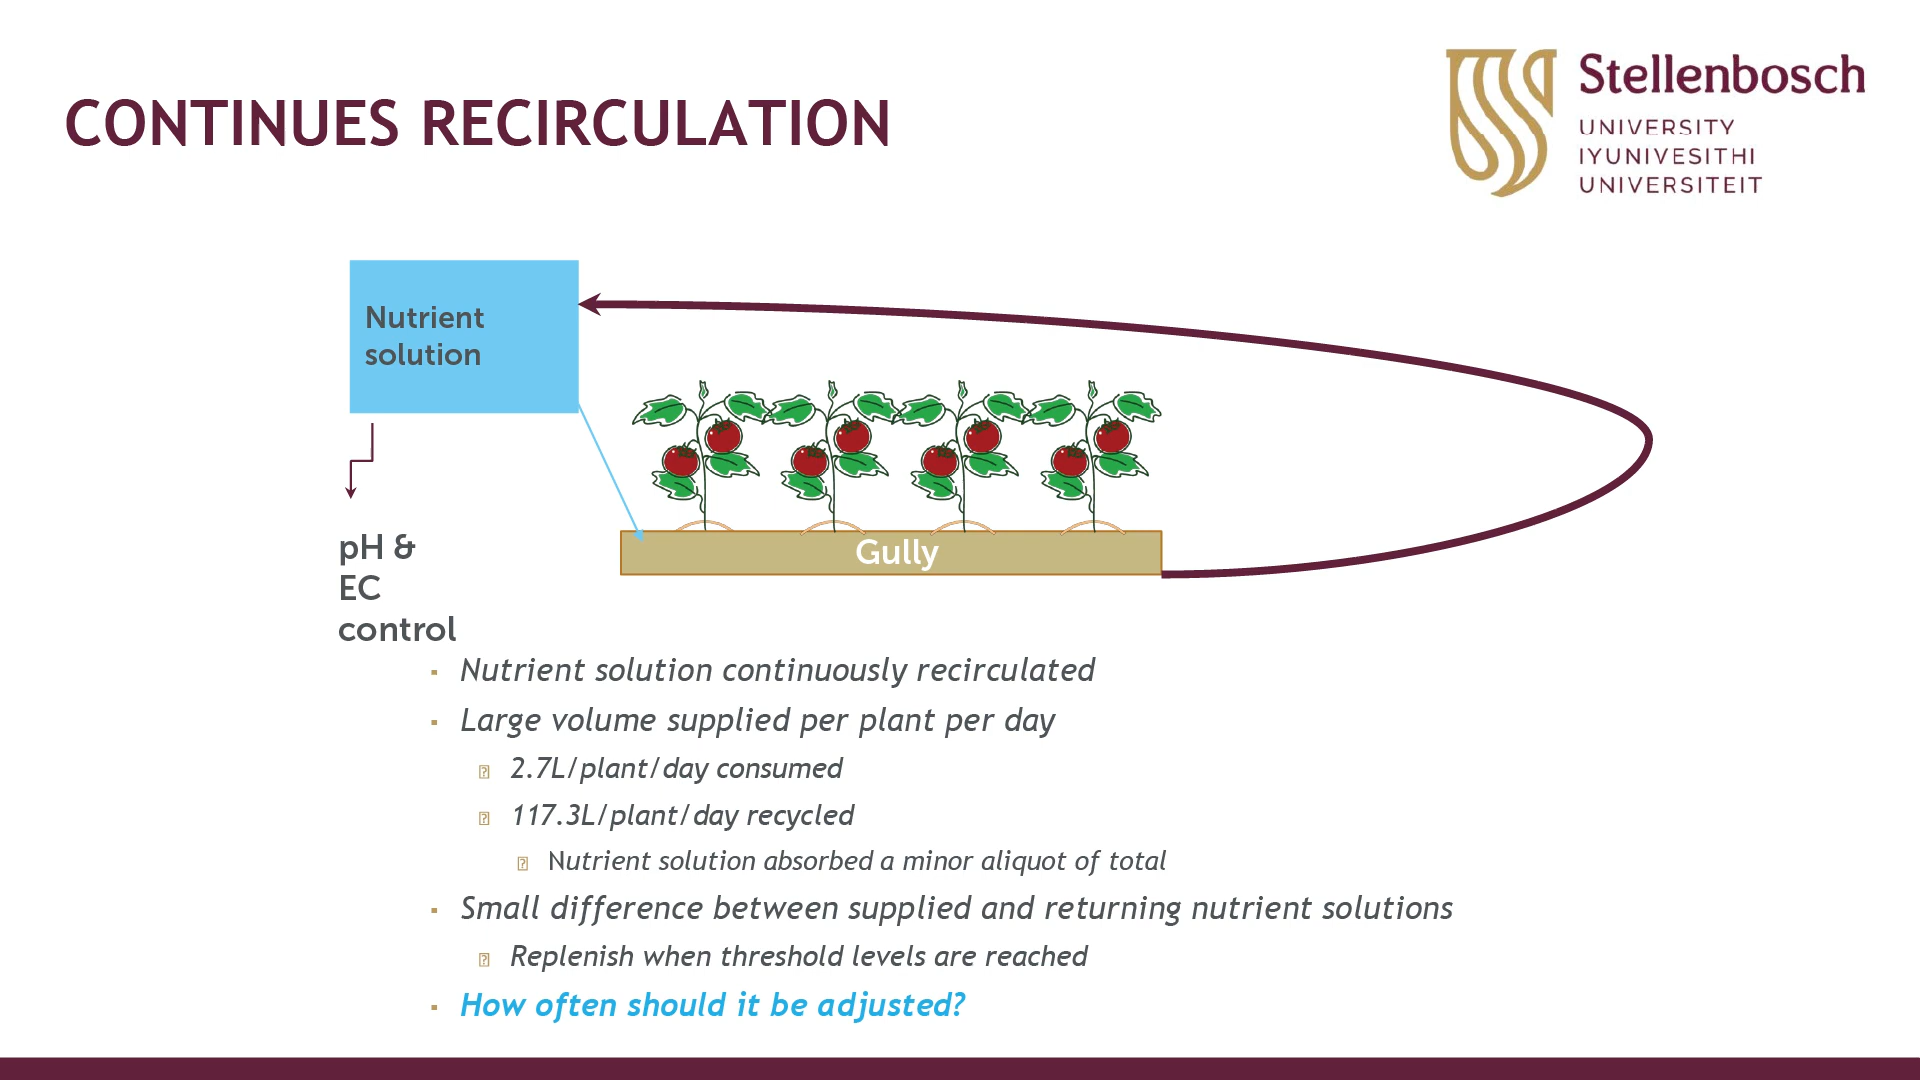 CONTINUES RECIRCULATION
Stellenbosch
UNIVERSITY
IYUNIVESITHI
UNIVERSITEIT
Nutrient
solution
Gully
pH &
EC
control
Nutrient solution continuously recirculated
Large volume supplied per plant per day
2.7L/plant/day consumed
117.3L/plant/day recycled
Nutrient solution absorbed a minor aliquot of total
Small difference between supplied and returning nutrient solutions
Replenish when threshold levels are reached
How often should it be adjusted?